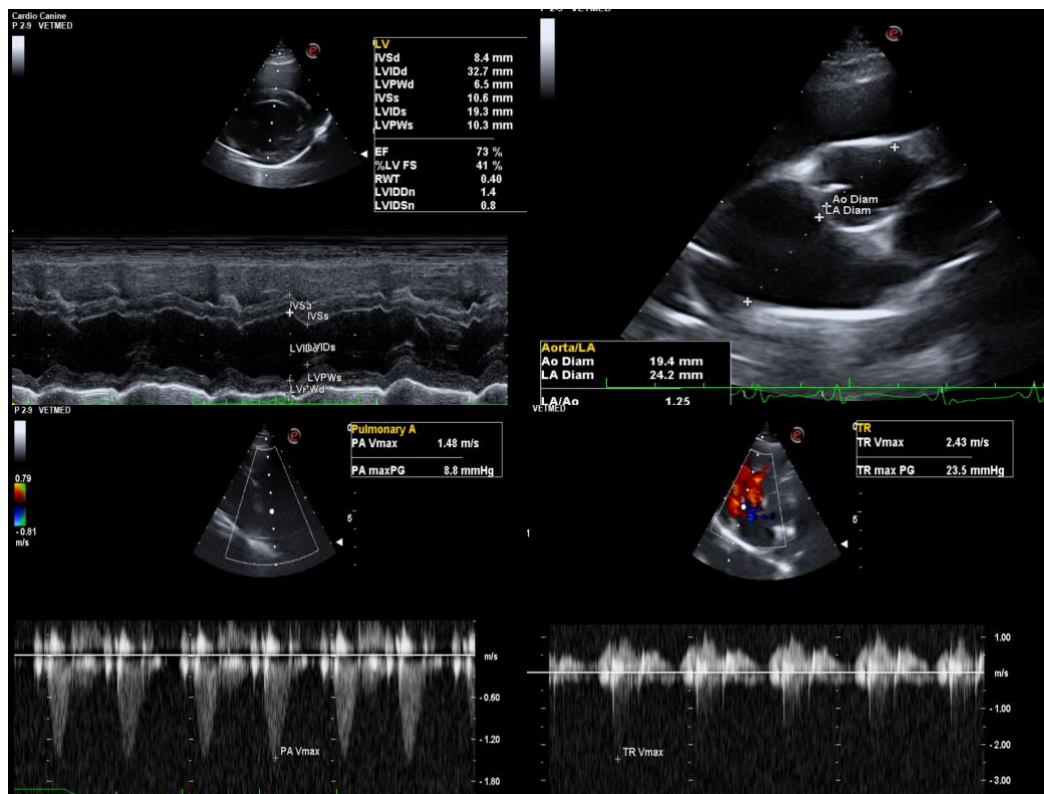 Cardio Canine
P 2-9 VETMED
LV
IVSd 8.4 mm
LVIDd 32.7 mm
LVPWd 6.5 mm
IVSs 10.6 mm
LVIDs 19.3 mm
LVPWs 10.3 mm
EF 73 %
%LV FS 41 %
RWT 0.40
LVIDDn 1.4
LVIDSn 0.8
IVSs
LVIDs
LVPWs
LVPWd
P 2-9 VETMED
Ao Diam
LA Diam
Aorta/LA
Ao Diam 19.4 mm
LA Diam 24.2 mm
LA/Ao 1.25
P 2-9 VETMED
0
Pulmonary A
PA Vmax 1.48 m/s
PA maxPG 8.8 mmHg
0.79
- 0.81
m/s
5
m/s
- 0.60
- 1.20
- 1.80
PA Vmax
VETMED
TR
TR Vmax 2.43 m/s
TR max PG 23.5 mmHg
5
1.00
m/s
- 1.00
- 2.00
- 3.00
TR Vmax